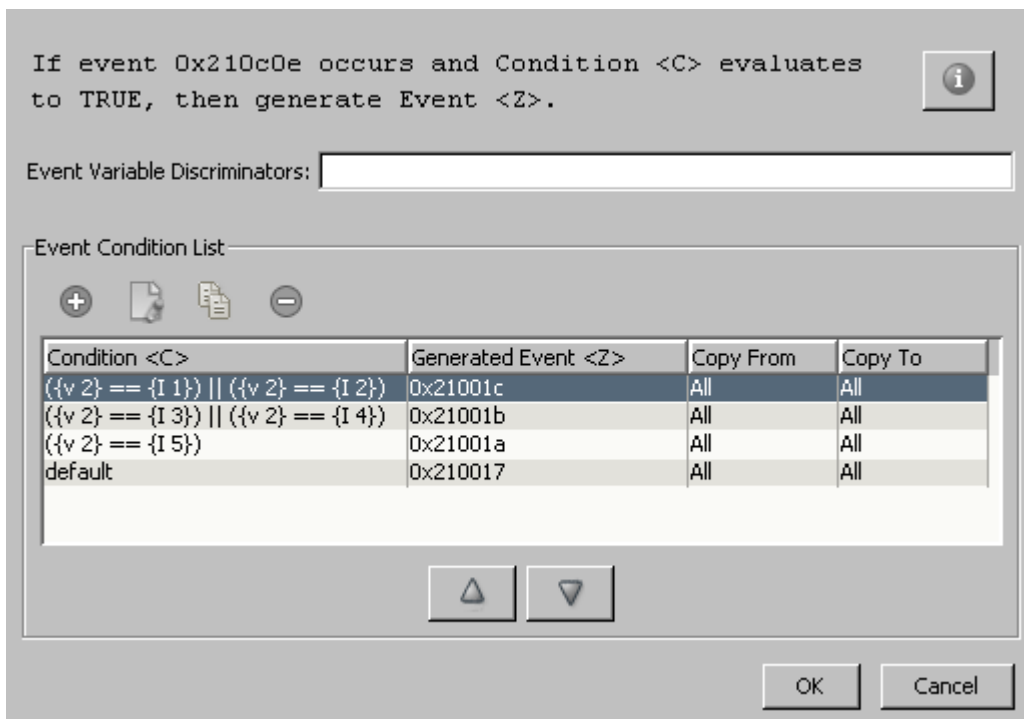 If event 0x210c0e occurs and Condition <C> evaluates
to TRUE, then generate Event <Z>.
Event Variable Discriminators:
Event Condition List
Condition <C> Generated Event <Z> Copy From Copy To
({v 2} == {I 1}) || ({v 2} == {I 2}) 0x21001c All All
({v 2} == {I 3}) || ({v 2} == {I 4}) 0x21001b All All
({v 2} == {I 5}) 0x21001a All All
default 0x210017 All All
OK Cancel